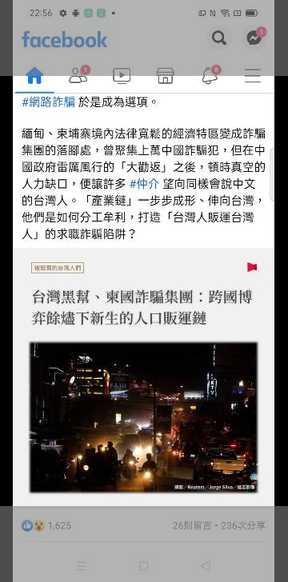 22:56
facebook
#網路詐騙 於是成為選項。
緬甸、柬埔寨境內法律寬鬆的經濟特區變成詐騙
集團的落腳處，曾聚集上萬中國詐騙犯，但在中
國政府雷厲風行的「大勸返」之後，頓時真空的
人力缺口，便讓許多 #仲介 望向同樣會說中文
的台灣人。「產業鏈」一步步成形、伸向台灣，
他們是如何分工牟利，打造「台灣人販運台灣
人」的求職詐騙陷阱？
被販賣的台灣人們
台灣黑幫、東國詐騙集團：跨國博
弈餘燼下新生的人口販運鏈
攝影／Reuters／Jorge Silva／達志影像
1,625
26則留言・236次分享